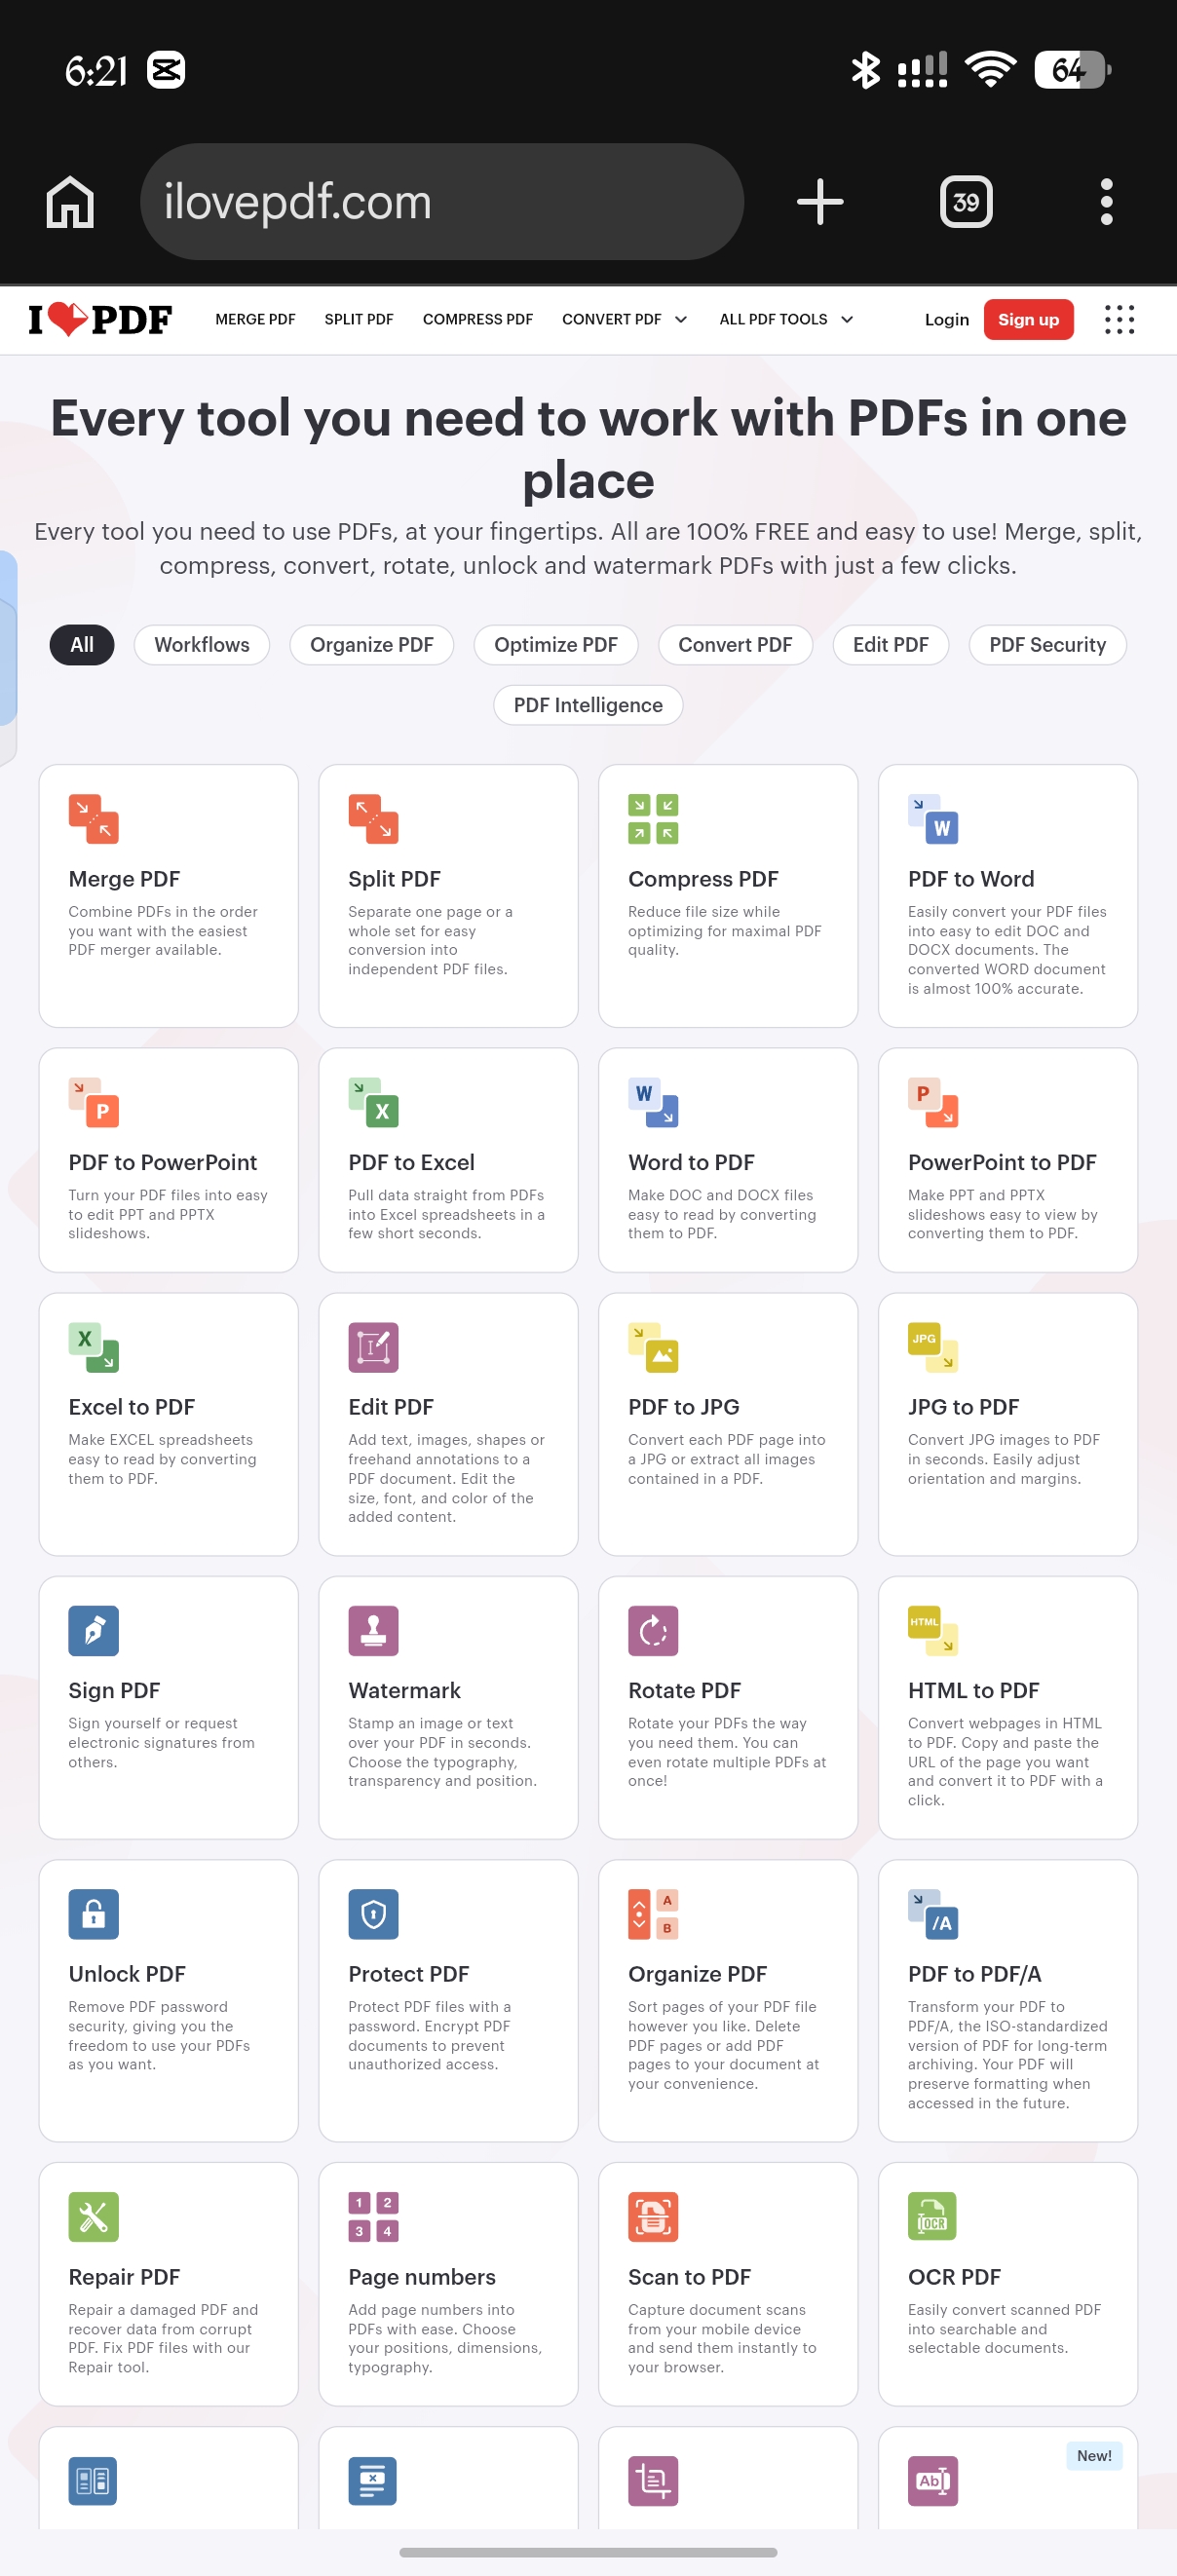 6:21
64
ilovepdf.com
39
I PDF
MERGE PDF SPLIT PDF COMPRESS PDF CONVERT PDF ALL PDF TOOLS Login Sign up
Every tool you need to work with PDFs in one
place
Every tool you need to use PDFs, at your fingertips. All are 100% FREE and easy to use! Merge, split,
compress, convert, rotate, unlock and watermark PDFs with just a few clicks.
All Workflows Organize PDF Optimize PDF Convert PDF Edit PDF PDF Security
PDF Intelligence
Merge PDF
Combine PDFs in the order
you want with the easiest
PDF merger available.
Split PDF
Separate one page or a
whole set for easy
conversion into
independent PDF files.
Compress PDF
Reduce file size while
optimizing for maximal PDF
quality.
W
PDF to Word
Easily convert your PDF files
into easy to edit DOC and
DOCX documents. The
converted WORD document
is almost 100% accurate.
P
PDF to PowerPoint
Turn your PDF files into easy
to edit PPT and PPTX
slideshows.
X
PDF to Excel
Pull data straight from PDFs
into Excel spreadsheets in a
few short seconds.
W
Word to PDF
Make DOC and DOCX files
easy to read by converting
them to PDF.
P
PowerPoint to PDF
Make PPT and PPTX
slideshows easy to view by
converting them to PDF.
X
Excel to PDF
Make EXCEL spreadsheets
easy to read by converting
them to PDF.
Edit PDF
Add text, images, shapes or
freehand annotations to a
PDF document. Edit the
size, font, and color of the
added content.
PDF to JPG
Convert each PDF page into
a JPG or extract all images
contained in a PDF.
JPG
JPG to PDF
Convert JPG images to PDF
in seconds. Easily adjust
orientation and margins.
Sign PDF
Sign yourself or request
electronic signatures from
others.
Watermark
Stamp an image or text
over your PDF in seconds.
Choose the typography,
transparency and position.
Rotate PDF
Rotate your PDFs the way
you need them. You can
even rotate multiple PDFs at
once!
HTML
HTML to PDF
Convert webpages in HTML
to PDF. Copy and paste the
URL of the page you want
and convert it to PDF with a
click.
Unlock PDF
Remove PDF password
security, giving you the
freedom to use your PDFs
as you want.
Protect PDF
Protect PDF files with a
password. Encrypt PDF
documents to prevent
unauthorized access.
A
B
Organize PDF
Sort pages of your PDF file
however you like. Delete
PDF pages or add PDF
pages to your document at
your convenience.
/A
PDF to PDF/A
Transform your PDF to
PDF/A, the ISO-standardized
version of PDF for long-term
archiving. Your PDF will
preserve formatting when
accessed in the future.
Repair PDF
Repair a damaged PDF and
recover data from corrupt
PDF. Fix PDF files with our
Repair tool.
1 2
3 4
Page numbers
Add page numbers into
PDFs with ease. Choose
your positions, dimensions,
typography.
Scan to PDF
Capture document scans
from your mobile device
and send them instantly to
your browser.
OCR
OCR PDF
Easily convert scanned PDF
into searchable and
selectable documents.
New!
Ab